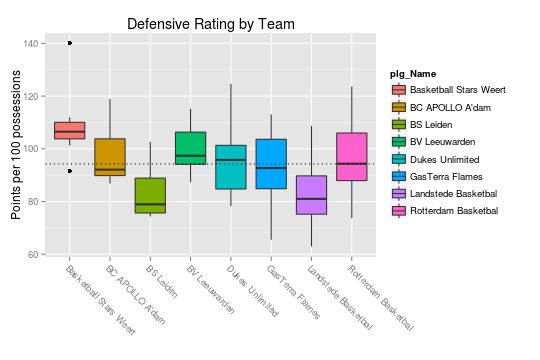 Defensive Rating by Team
Points per 100 possessions
140
120
100
80
60
Basketball Stars Weert
BC APOLLO A'dam
BS Leiden
BV Leeuwarden
Dukes Unlimited
GasTerra Flames
Landstede Basketbal
Rotterdam Basketbal
plg_Name
Basketball Stars Weert
BC APOLLO A'dam
BS Leiden
BV Leeuwarden
Dukes Unlimited
GasTerra Flames
Landstede Basketbal
Rotterdam Basketbal